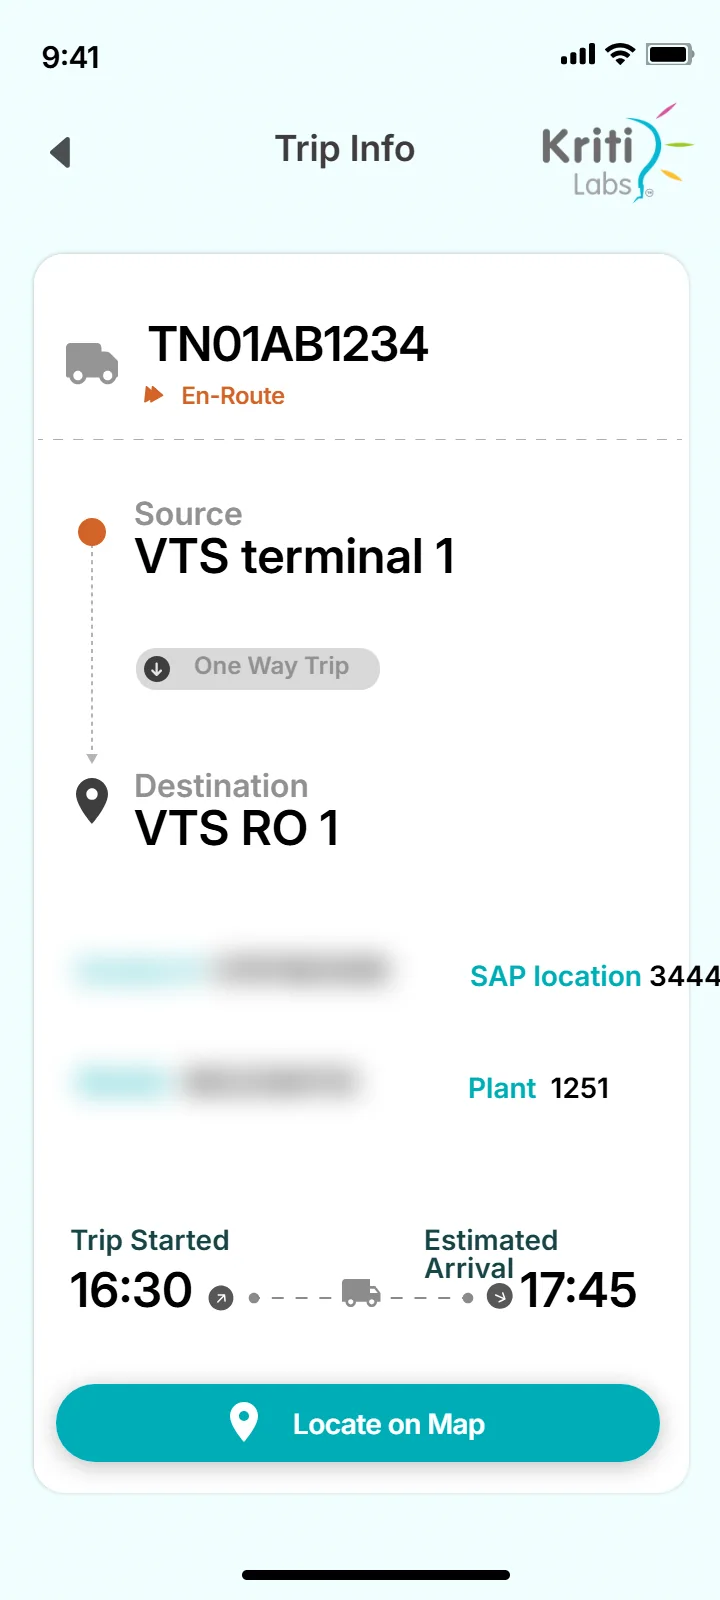 9:41
Trip Info
Kriti
Labs
TN01AB1234
En-Route
Source
VTS terminal 1
One Way Trip
Destination
VTS RO 1
SAP location 3444
Plant 1251
Trip Started
Estimated
Arrival
16:30
17:45
Locate on Map